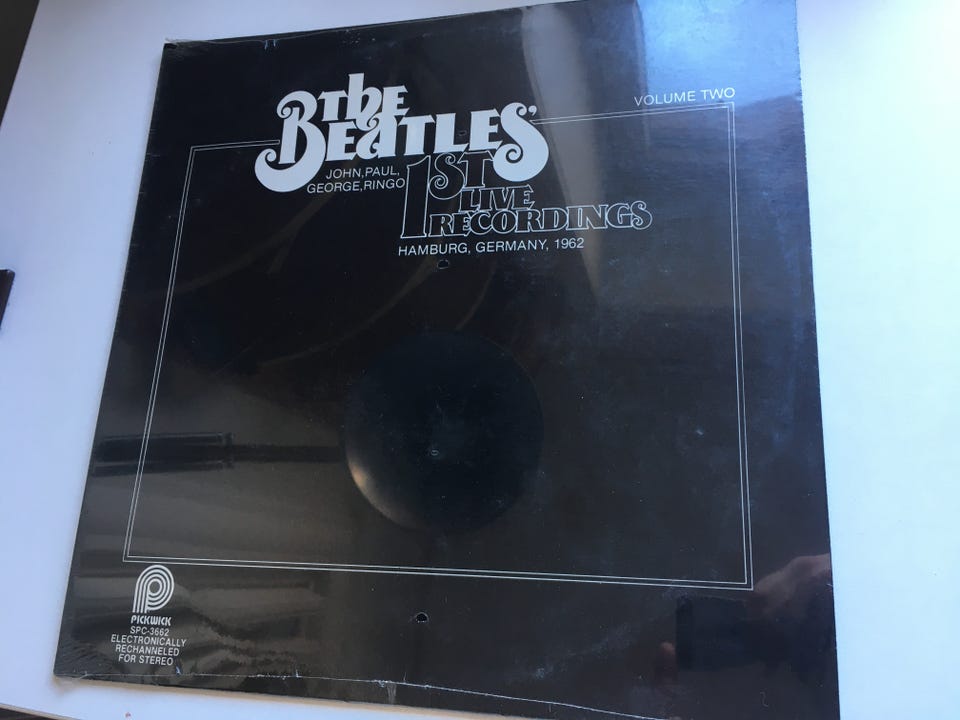 VOLUME TWO
the
BEATLES'
JOHN, PAUL,
GEORGE, RINGO
1ST
LIVE
RECORDINGS
HAMBURG, GERMANY, 1962
PICKWICK
SPC-3662
ELECTRONICALLY
RECHANNELED
FOR STEREO